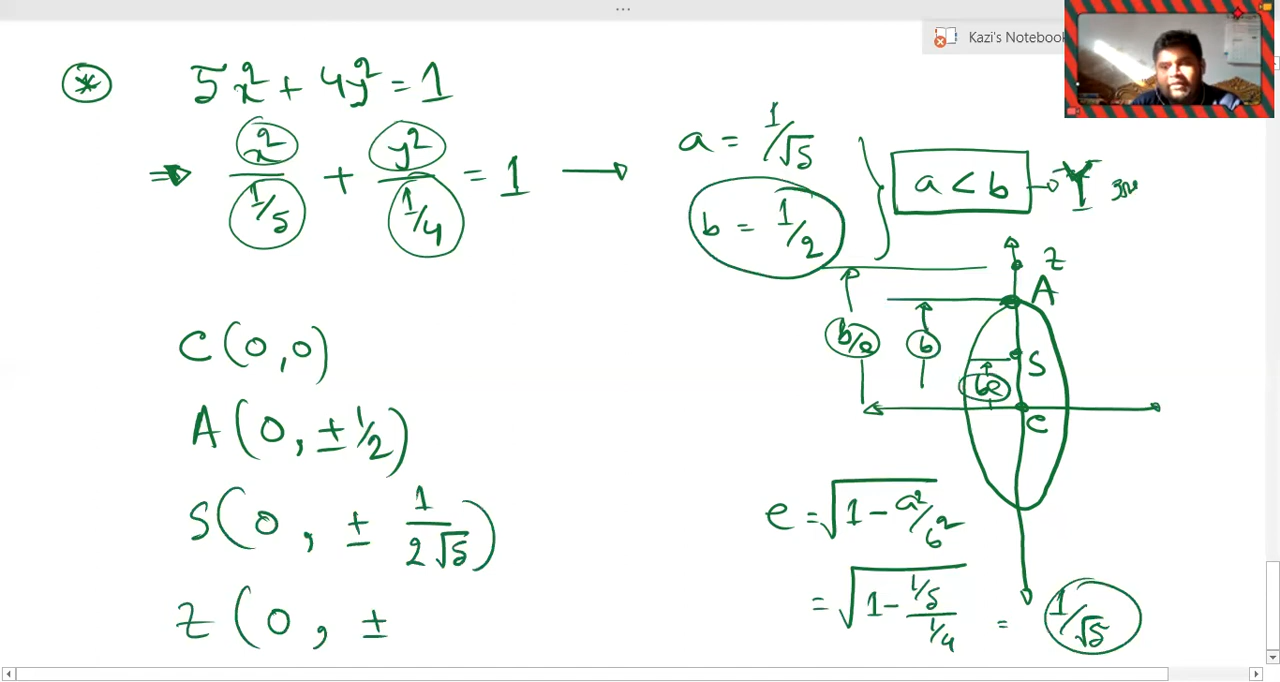 Kazi's Notebook
⊛ 5x² + 4y² = 1
⇒ x²/(1/5) + y²/(1/4) = 1 →
a = 1/√5
b = 1/2
a < b → Y
Z
A
b/e
b
be
S
C
C(0,0)
A(0, ± 1/2)
S(0, ± 1/(2√5))
Z(0, ±
e = √(1 - a²/b²)
= √(1 - (1/5)/(1/4)) = 1/√5